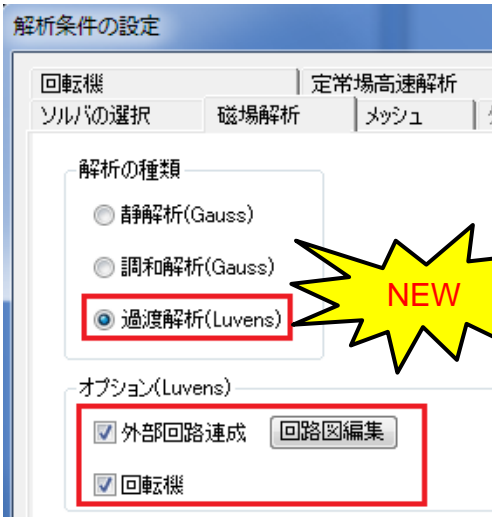 解析条件の設定
回転機 定常場高速解析
ソルバの選択 磁場解析 メッシュ
解析の種類
静解析(Gauss)
調和解析(Gauss)
過渡解析(Luvens)
NEW
オプション(Luvens)
外部回路連成 回路図編集
回転機